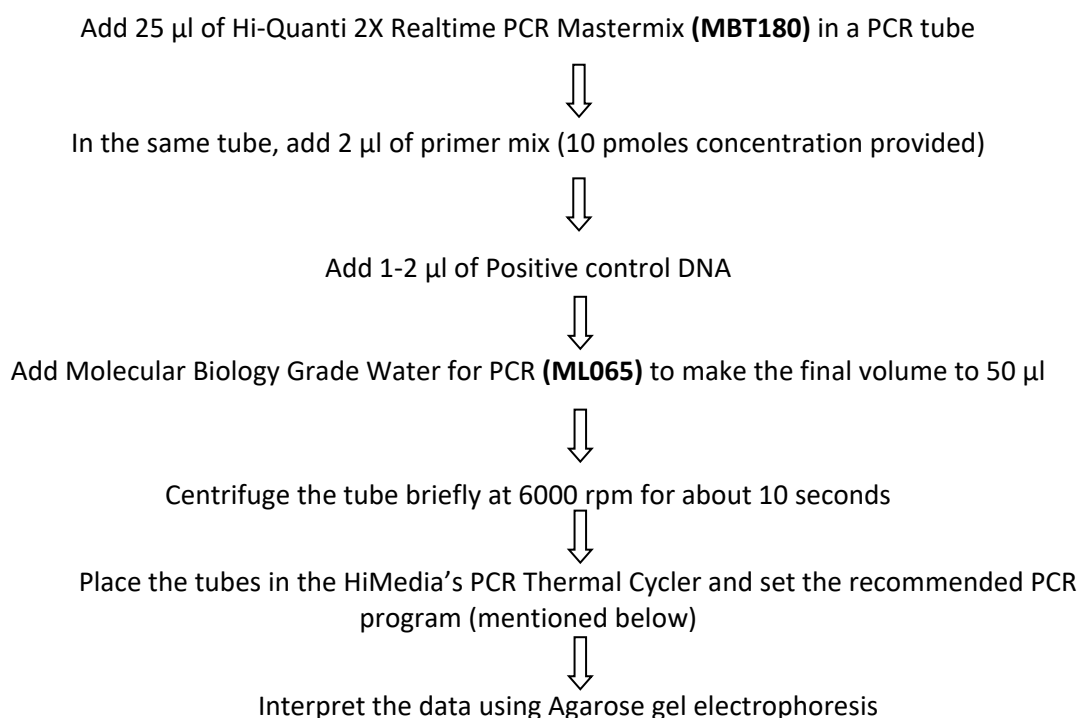 Add 25 µl of Hi-Quanti 2X Realtime PCR Mastermix (MBT180) in a PCR tube
In the same tube, add 2 µl of primer mix (10 pmoles concentration provided)
Add 1-2 µl of Positive control DNA
Add Molecular Biology Grade Water for PCR (ML065) to make the final volume to 50 µl
Centrifuge the tube briefly at 6000 rpm for about 10 seconds
Place the tubes in the HiMedia’s PCR Thermal Cycler and set the recommended PCR
program (mentioned below)
Interpret the data using Agarose gel electrophoresis